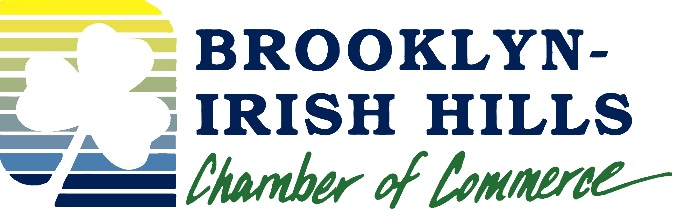 BROOKLYN-
IRISH HILLS
Chamber of Commerce